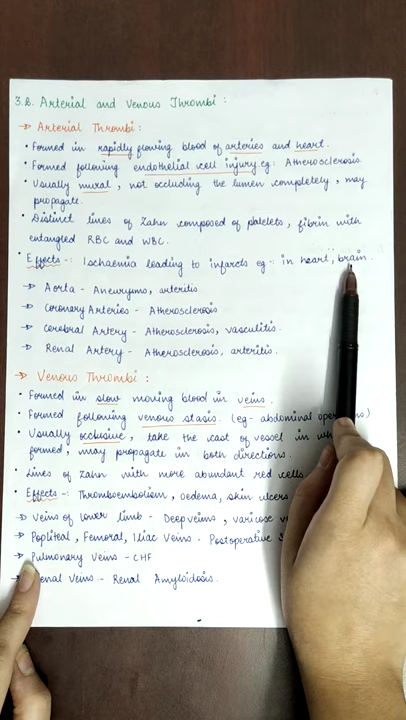 3.B. Arterial and Venous Thrombi :
→ Arterial Thrombi :
• Formed in rapidly flowing blood of arteries and heart.
• Formed following endothelial cell injury eg: Atherosclerosis.
• Usually mural, not occluding the lumen completely, may
propagate.
• Distinct lines of Zahn composed of platelets, fibrin with
entangled RBC and WBC.
• Effects -: Ischaemia leading to infarcts eg -: in heart, brain.
→ Aorta - Aneurysms, arteritis
→ Coronary Arteries - Atherosclerosis
→ Cerebral Artery - Atherosclerosis, vasculitis.
→ Renal Artery - Atherosclerosis, arteritis.
→ Venous Thrombi :
• Formed in slow moving blood in veins.
• Formed following venous stasis. (eg - abdominal
• Usually occlusive, take the cast of vessel in
formed, may propagate in both directions.
• Lines of Zahn with more abundant red cells
• Effects -: Thromboembolism, oedema, skin ulcers
→ Veins of lower limb - Deep veins, varicose
→ Popliteal, Femoral, Iliac Veins - Postoperative
→ Pulmonary Veins - CHF
→ Renal Veins - Renal Amyloidosis.